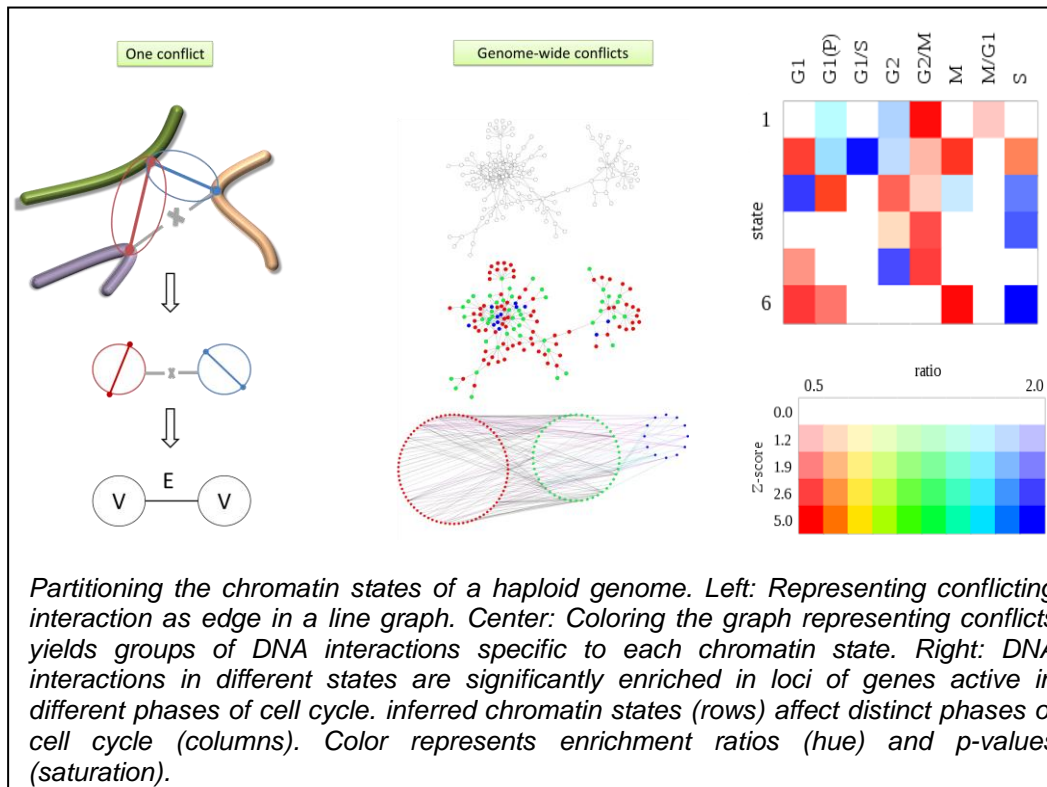 One conflict
Genome-wide conflicts
G1
G1(P)
G1/S
G2
G2/M
M
M/G1
S
1
state
6
V E V
ratio
0.5 2.0
Z-score
0.0
1.2
1.9
2.6
5.0
Partitioning the chromatin states of a haploid genome. Left: Representing conflicting
interaction as edge in a line graph. Center: Coloring the graph representing conflicts
yields groups of DNA interactions specific to each chromatin state. Right: DNA
interactions in different states are significantly enriched in loci of genes active in
different phases of cell cycle. inferred chromatin states (rows) affect distinct phases o
cell cycle (columns). Color represents enrichment ratios (hue) and p-values
(saturation).